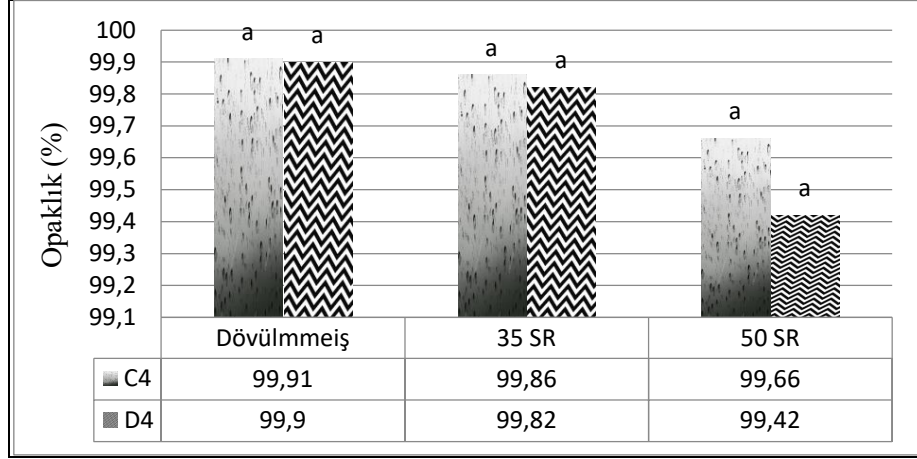 100
99,9
99,8
99,7
99,6
99,5
99,4
99,3
99,2
99,1
Opaklık (%)
a a a a a a
Dövülmmeiş 35 SR 50 SR
C4 99,91 99,86 99,66
D4 99,9 99,82 99,42